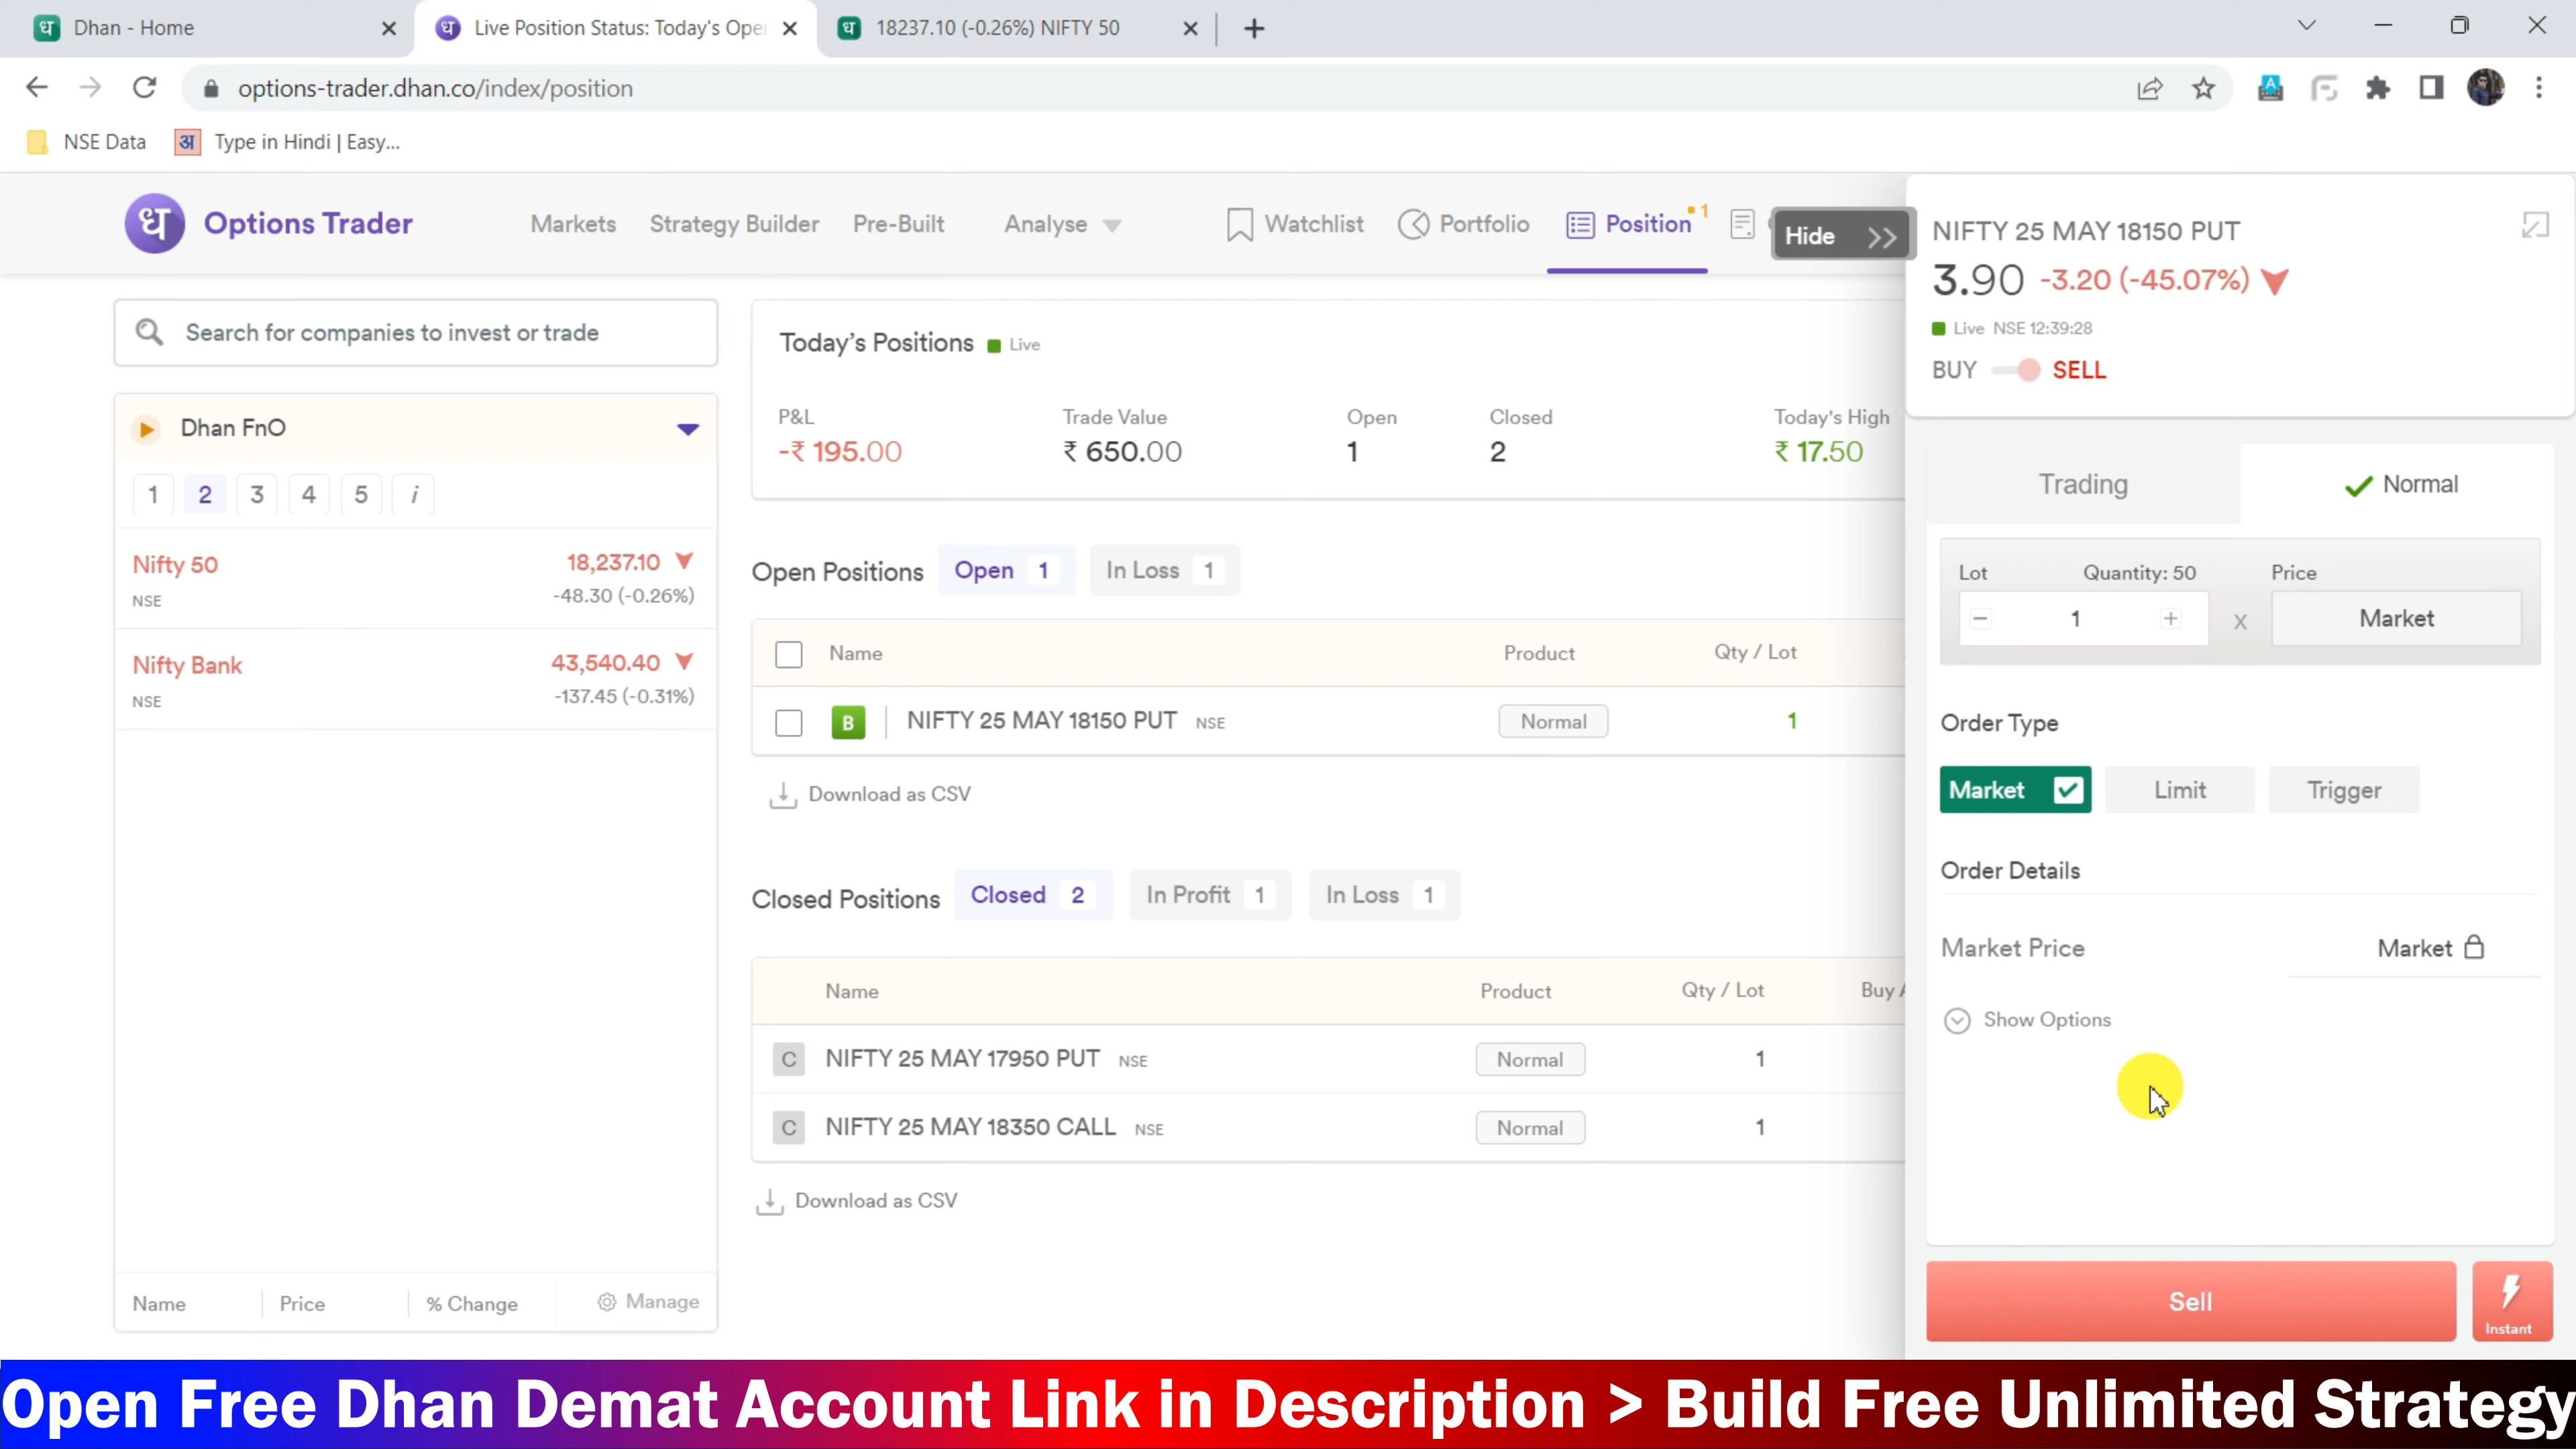 Dhan - Home
Live Position Status: Today's Ope
18237.10 (-0.26%) NIFTY 50
options-trader.dhan.co/index/position
NSE Data
अ Type in Hindi | Easy...
ध Options Trader
Markets Strategy Builder Pre-Built Analyse
Watchlist Portfolio Position 1
Hide >>
Search for companies to invest or trade
Dhan FnO
1 2 3 4 5 i
Nifty 50 18,237.10
NSE -48.30 (-0.26%)
Nifty Bank 43,540.40
NSE -137.45 (-0.31%)
Name Price % Change Manage
Today's Positions Live
P&L Trade Value Open Closed Today's High
-₹ 195.00 ₹ 650.00 1 2 ₹ 17.50
Open Positions Open 1 In Loss 1
Name Product Qty / Lot
B NIFTY 25 MAY 18150 PUT NSE Normal 1
Download as CSV
Closed Positions Closed 2 In Profit 1 In Loss 1
Name Product Qty / Lot Buy
C NIFTY 25 MAY 17950 PUT NSE Normal 1
C NIFTY 25 MAY 18350 CALL NSE Normal 1
Download as CSV
NIFTY 25 MAY 18150 PUT
3.90 -3.20 (-45.07%)
Live NSE 12:39:28
BUY SELL
Trading Normal
Lot Quantity: 50 Price
− 1 + x Market
Order Type
Market Limit Trigger
Order Details
Market Price Market
Show Options
Sell Instant
Open Free Dhan Demat Account Link in Description > Build Free Unlimited Strategy